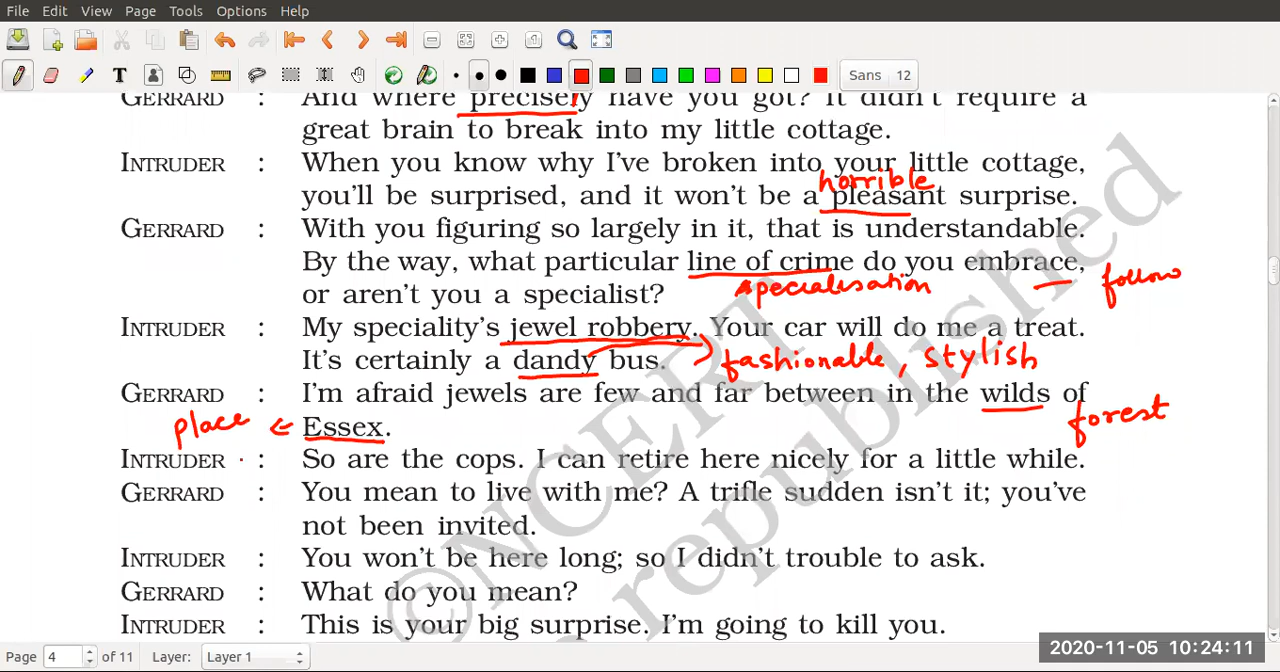 File Edit View Page Tools Options Help
T Sans 12
GERRARD : And where precisely have you got? It didn't require a
great brain to break into my little cottage.
INTRUDER : When you know why I've broken into your little cottage,
horrible
you'll be surprised, and it won't be a pleasant surprise.
GERRARD : With you figuring so largely in it, that is understandable.
By the way, what particular line of crime do you embrace,
specialisation follow
or aren't you a specialist?
INTRUDER : My speciality's jewel robbery. Your car will do me a treat.
It's certainly a dandy bus. fashionable, stylish
GERRARD : I'm afraid jewels are few and far between in the wilds of
forest
place ← Essex.
INTRUDER : So are the cops. I can retire here nicely for a little while.
GERRARD : You mean to live with me? A trifle sudden isn't it; you've
not been invited.
INTRUDER : You won't be here long; so I didn't trouble to ask.
GERRARD : What do you mean?
INTRUDER : This is your big surprise. I'm going to kill you.
©NCERT
republished
Page 4 of 11 Layer: Layer 1 2020-11-05 10:24:11